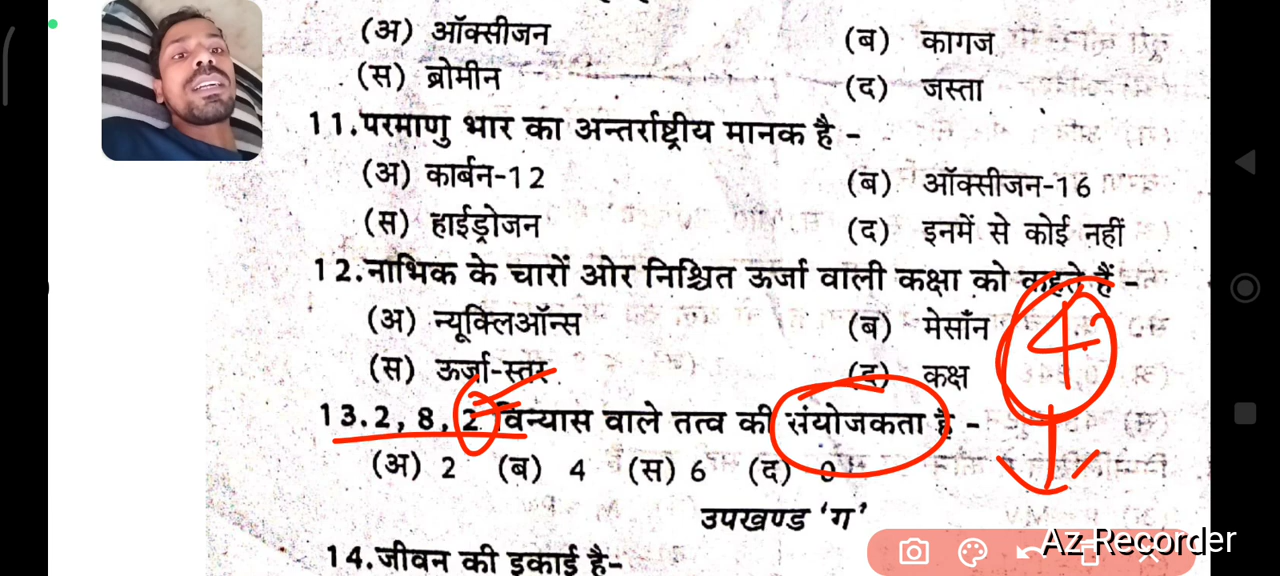 (अ) ऑक्सीजन (ब) कागज
(स) ब्रोमीन (द) जस्ता
11.परमाणु भार का अन्तर्राष्ट्रीय मानक है -
(अ) कार्बन-12 (ब) ऑक्सीजन-16
(स) हाईड्रोजन (द) इनमें से कोई नहीं
12.नाभिक के चारों ओर निश्चित ऊर्जा वाली कक्षा को कहते हैं -
(अ) न्यूक्लिऑन्स (ब) मेसॉन
(स) ऊर्जा-स्तर (द) कक्ष
4
13.2, 8, 2 विन्यास वाले तत्व की संयोजकता है -
(अ) 2 (ब) 4 (स) 6 (द) 0
उपखण्ड 'ग'
Az Recorder
14.जीवन की इकाई है-